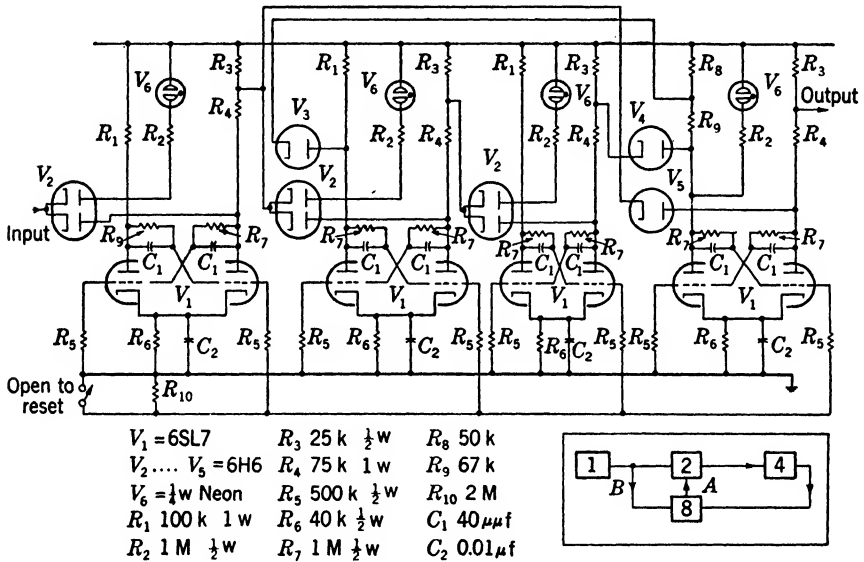 R3 R1 R3 R1 R3 R8 R3
V6 V3 V6 V6 V4 V6 Output
R4 R9
R1 R2 R2 R4 R2 R4 R2 R4
V2 V2 V2 V5
Input
R9 R7 R7 R7 R7 R7 R7 R7
C1 C1 C1 C1 C1 C1 C1 C1
V1 V1 V1 V1
R5 R6 C2 R5 R5 R6 C2 R5 R5 R6 C2 R5 R5 R6 C2 R5
Open to
reset
R10
V1 = 6SL7 R3 25 k ½ w R8 50 k
V2 .... V5 = 6H6 R4 75 k 1 w R9 67 k
V6 = ¼ w Neon R5 500 k ½ w R10 2 M
R1 100 k 1 w R6 40 k ½ w C1 40 μμf
R2 1 M ½ w R7 1 M ½ w C2 0.01 μf
1 2 4
B A
8